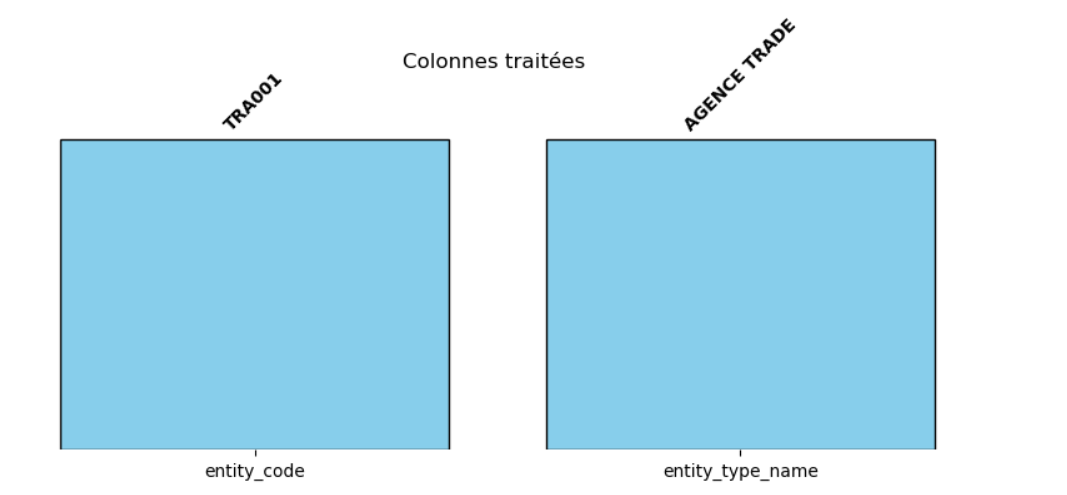 Colonnes traitées
TRA001
AGENCE TRADE
entity_code
entity_type_name